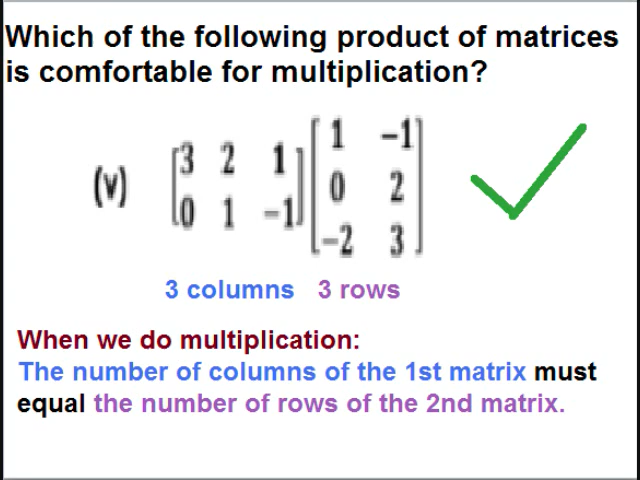 Which of the following product of matrices
is comfortable for multiplication?
(v) [3 2 1] [1 -1]
[0 1 -1] [0 2]
[-2 3]
3 columns 3 rows
When we do multiplication:
The number of columns of the 1st matrix must
equal the number of rows of the 2nd matrix.